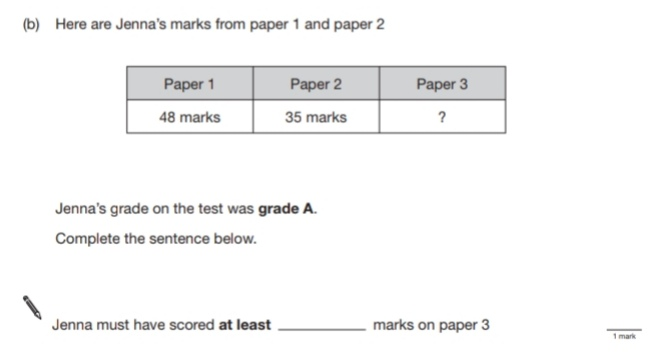 (b) Here are Jenna's marks from paper 1 and paper 2
Paper 1 Paper 2 Paper 3
48 marks 35 marks ?
Jenna's grade on the test was grade A.
Complete the sentence below.
Jenna must have scored at least __________ marks on paper 3
1 mark